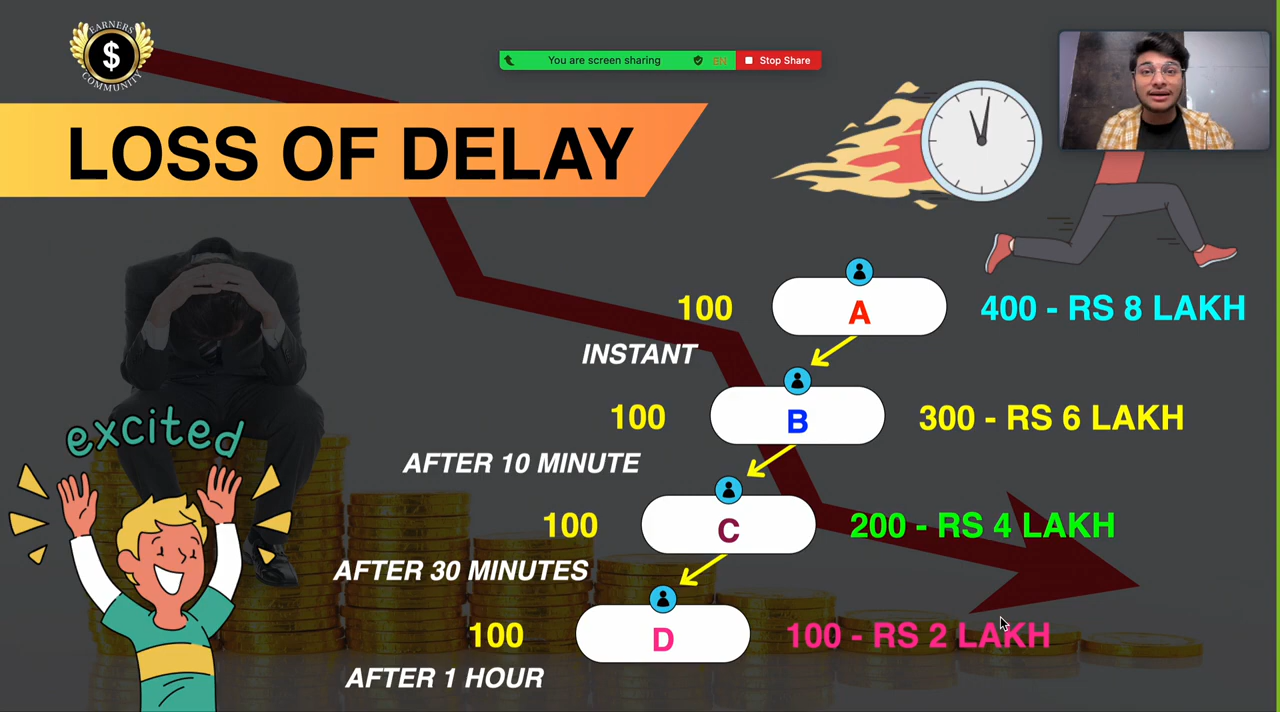 EARNERS
$
COMMUNITY
You are screen sharing
EN
Stop Share
LOSS OF DELAY
100
A
400 - RS 8 LAKH
INSTANT
100
B
300 - RS 6 LAKH
AFTER 10 MINUTE
100
C
200 - RS 4 LAKH
AFTER 30 MINUTES
100
D
100 - RS 2 LAKH
AFTER 1 HOUR
excited